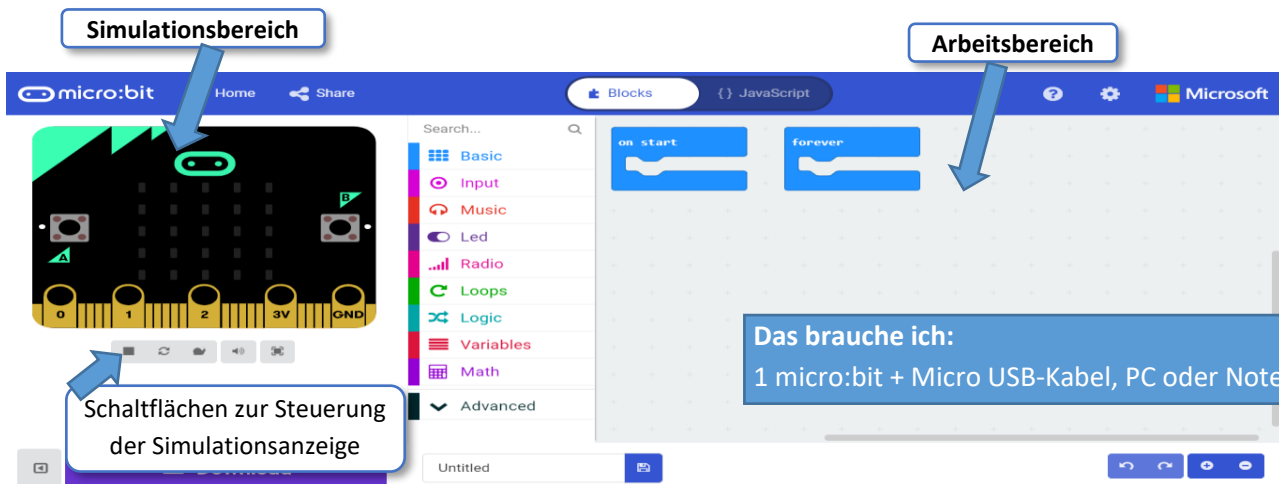 Simulationsbereich
Arbeitsbereich
micro:bit Home Share Blocks {} JavaScript Microsoft
Search...
Basic
Input
Music
Led
Radio
Loops
Logic
Variables
Math
Advanced
on start
forever
B
A
0 1 2 3V GND
Das brauche ich:
1 micro:bit + Micro USB-Kabel, PC oder Note
Schaltflächen zur Steuerung
der Simulationsanzeige
Untitled